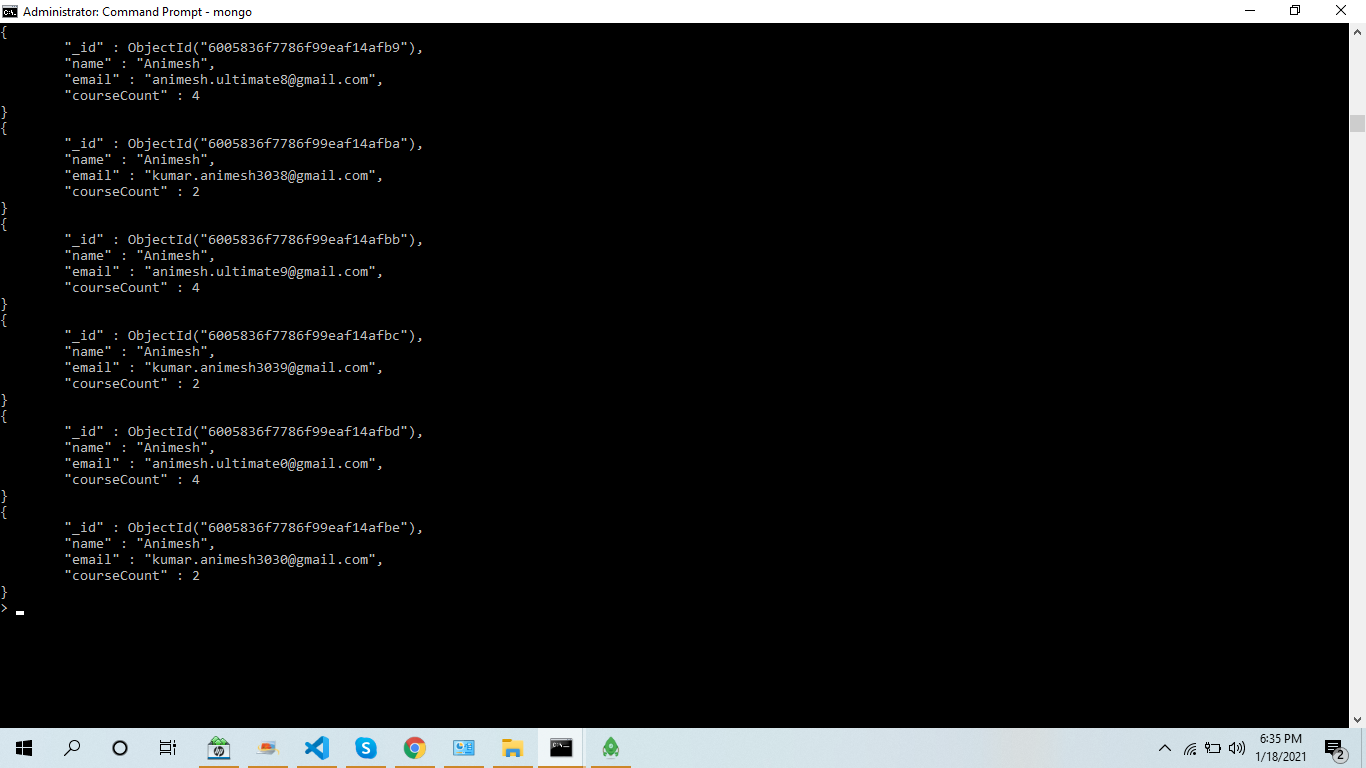 Administrator: Command Prompt - mongo
{
"_id" : ObjectId("6005836f7786f99eaf14afb9"),
"name" : "Animesh",
"email" : "animesh.ultimate8@gmail.com",
"courseCount" : 4
}
{
"_id" : ObjectId("6005836f7786f99eaf14afba"),
"name" : "Animesh",
"email" : "kumar.animesh3038@gmail.com",
"courseCount" : 2
}
{
"_id" : ObjectId("6005836f7786f99eaf14afbb"),
"name" : "Animesh",
"email" : "animesh.ultimate9@gmail.com",
"courseCount" : 4
}
{
"_id" : ObjectId("6005836f7786f99eaf14afbc"),
"name" : "Animesh",
"email" : "kumar.animesh3039@gmail.com",
"courseCount" : 2
}
{
"_id" : ObjectId("6005836f7786f99eaf14afbd"),
"name" : "Animesh",
"email" : "animesh.ultimate0@gmail.com",
"courseCount" : 4
}
{
"_id" : ObjectId("6005836f7786f99eaf14afbe"),
"name" : "Animesh",
"email" : "kumar.animesh3030@gmail.com",
"courseCount" : 2
}
>
6:35 PM
1/18/2021
2